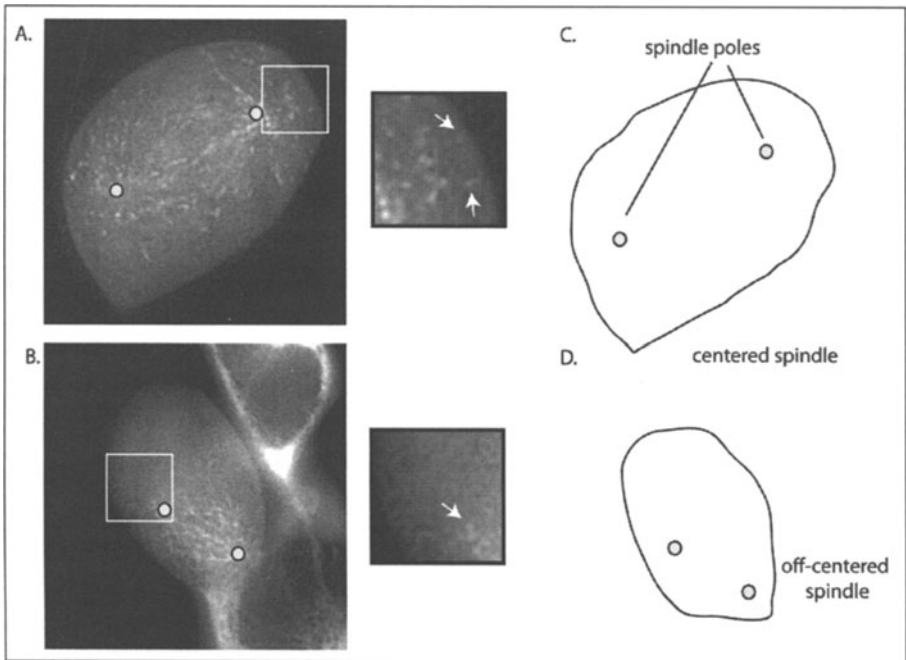 A.
C.
spindle poles
centered spindle
B.
D.
off-centered
spindle